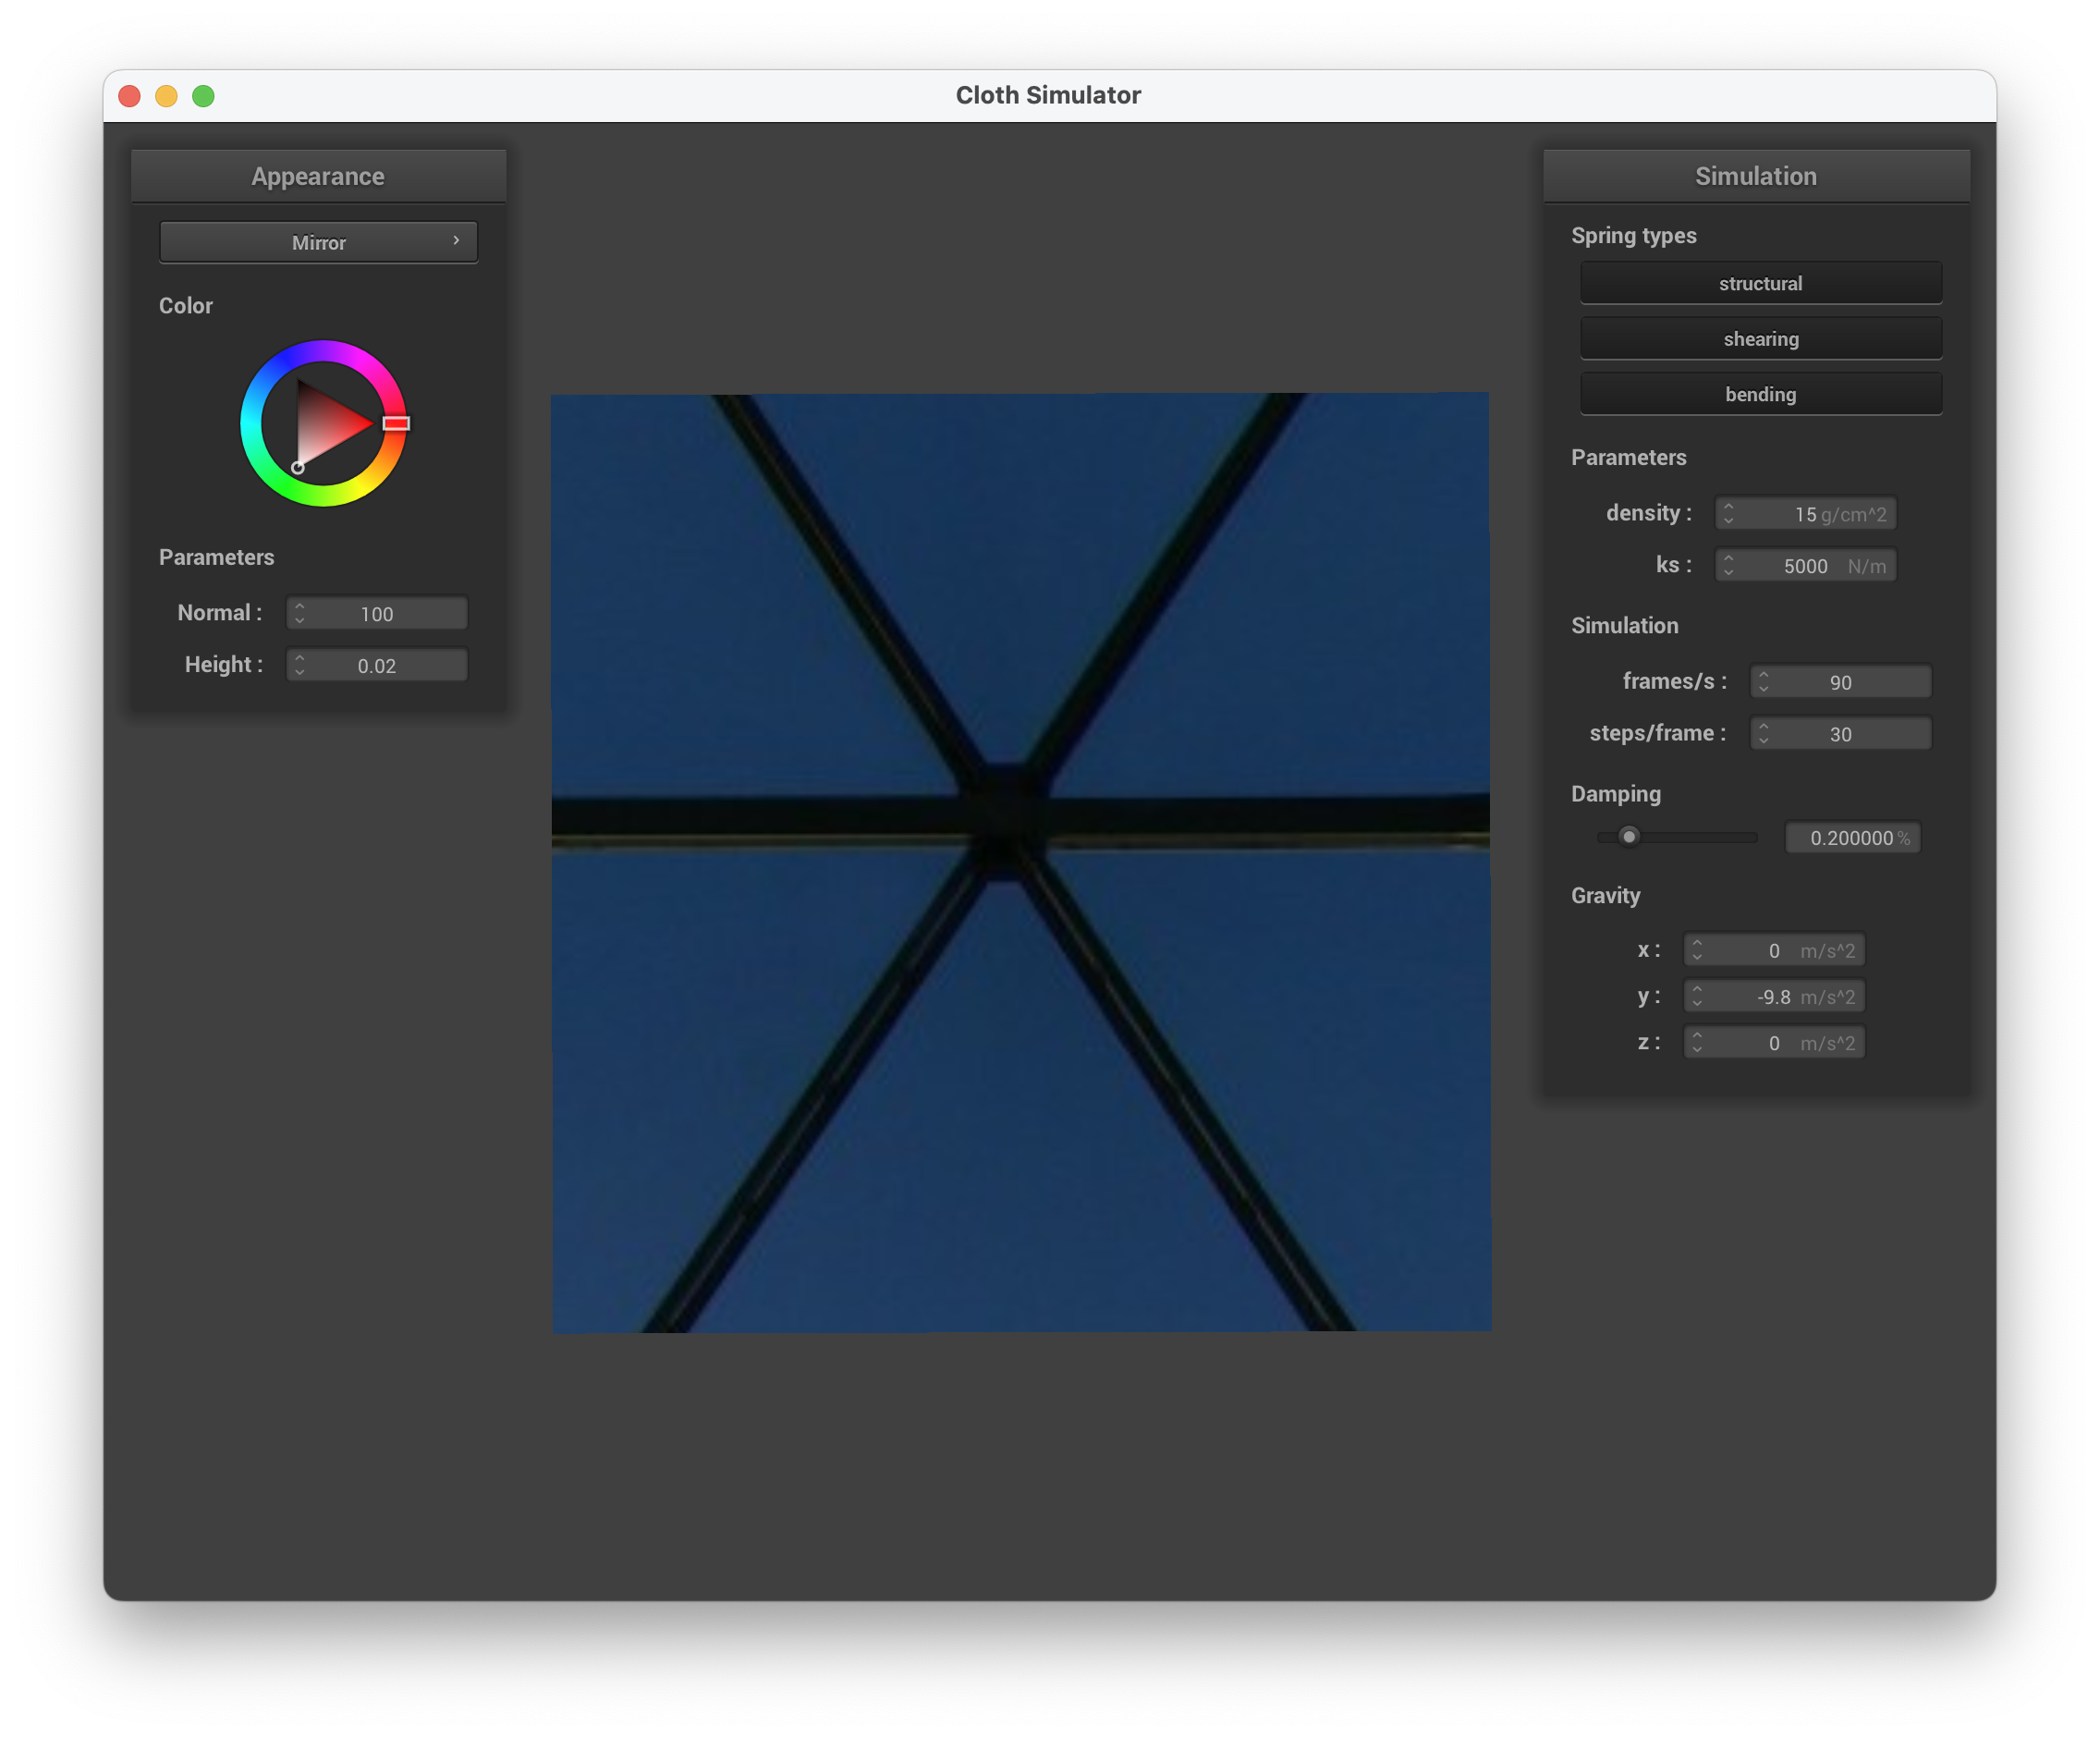 Cloth Simulator
Appearance
Mirror
Color
Parameters
Normal : 100
Height : 0.02
Simulation
Spring types
structural
shearing
bending
Parameters
density : 15 g/cm^2
ks : 5000 N/m
Simulation
frames/s : 90
steps/frame : 30
Damping
0.200000 %
Gravity
x : 0 m/s^2
y : -9.8 m/s^2
z : 0 m/s^2